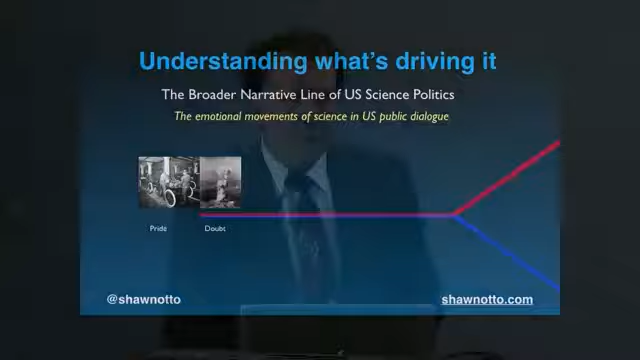 Understanding what's driving it
The Broader Narrative Line of US Science Politics
The emotional movements of science in US public dialogue
Pride
Doubt
@shawnotto
shawnotto.com